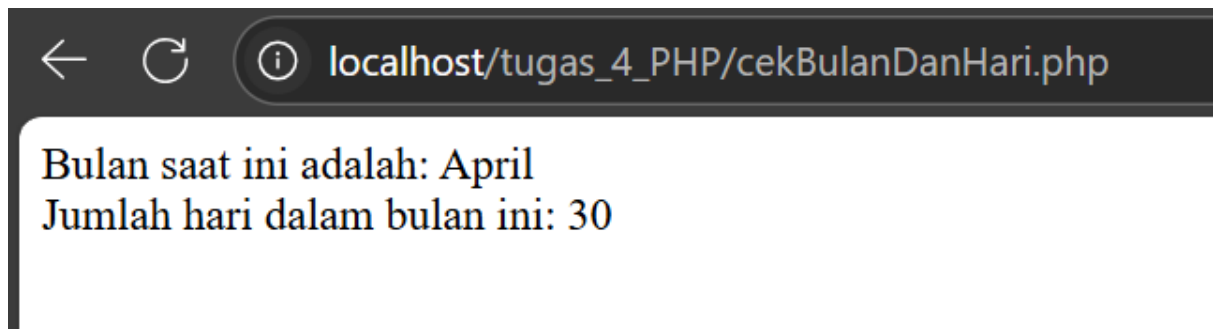 localhost/tugas_4_PHP/cekBulanDanHari.php
Bulan saat ini adalah: April
Jumlah hari dalam bulan ini: 30